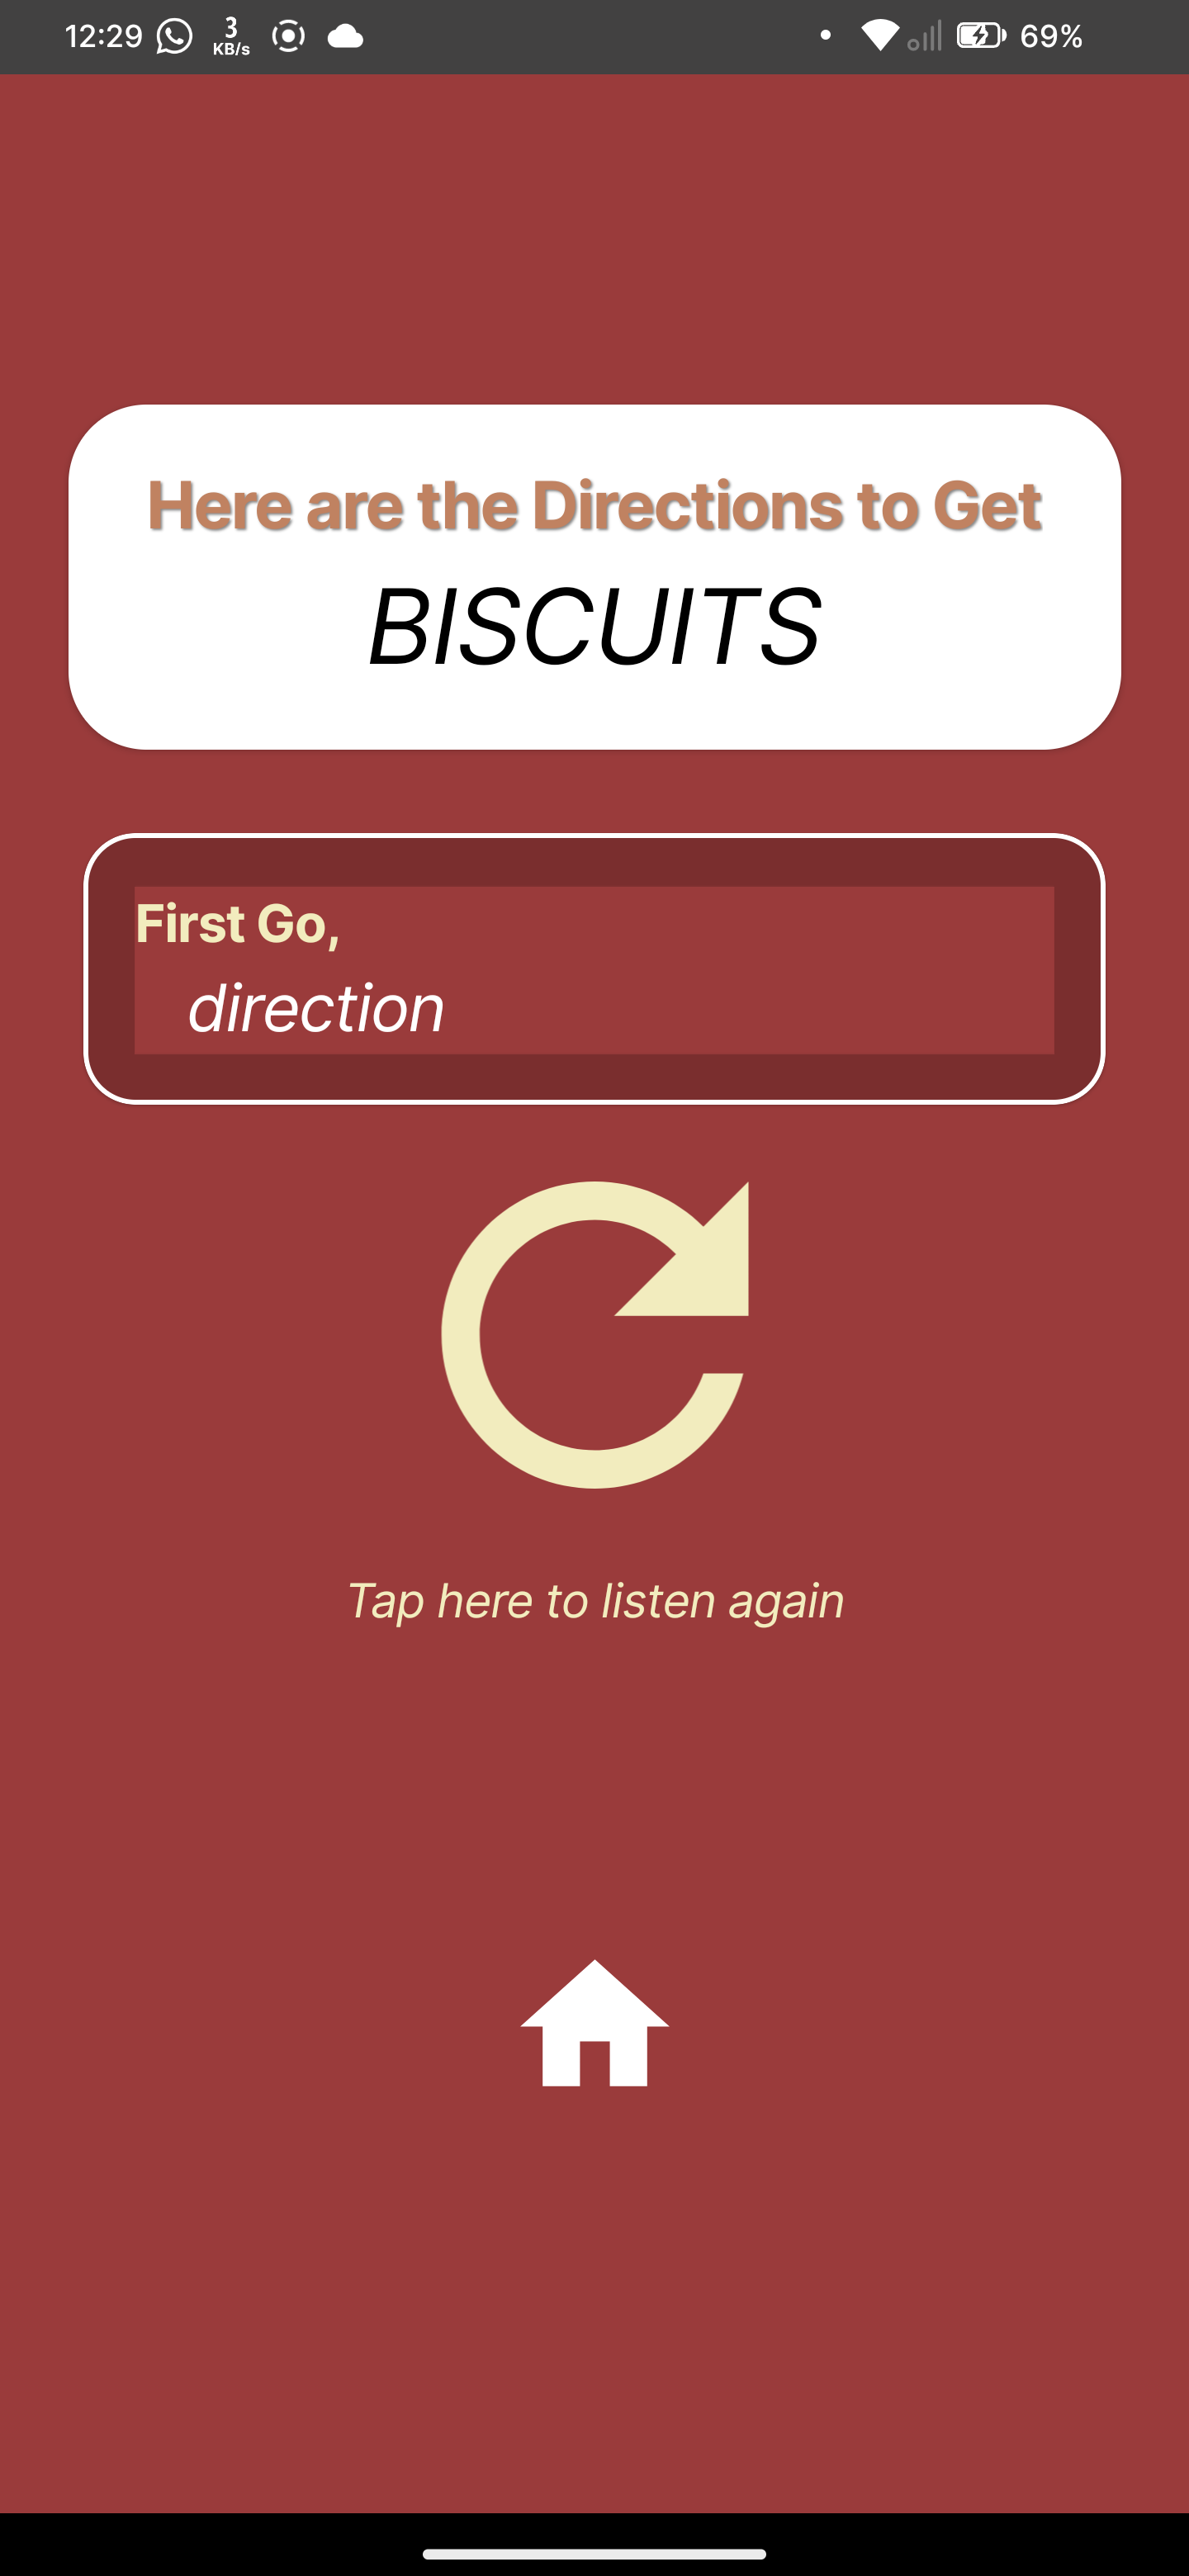 12:29 3 KB/s 69%
Here are the Directions to Get
BISCUITS
First Go,
direction
Tap here to listen again